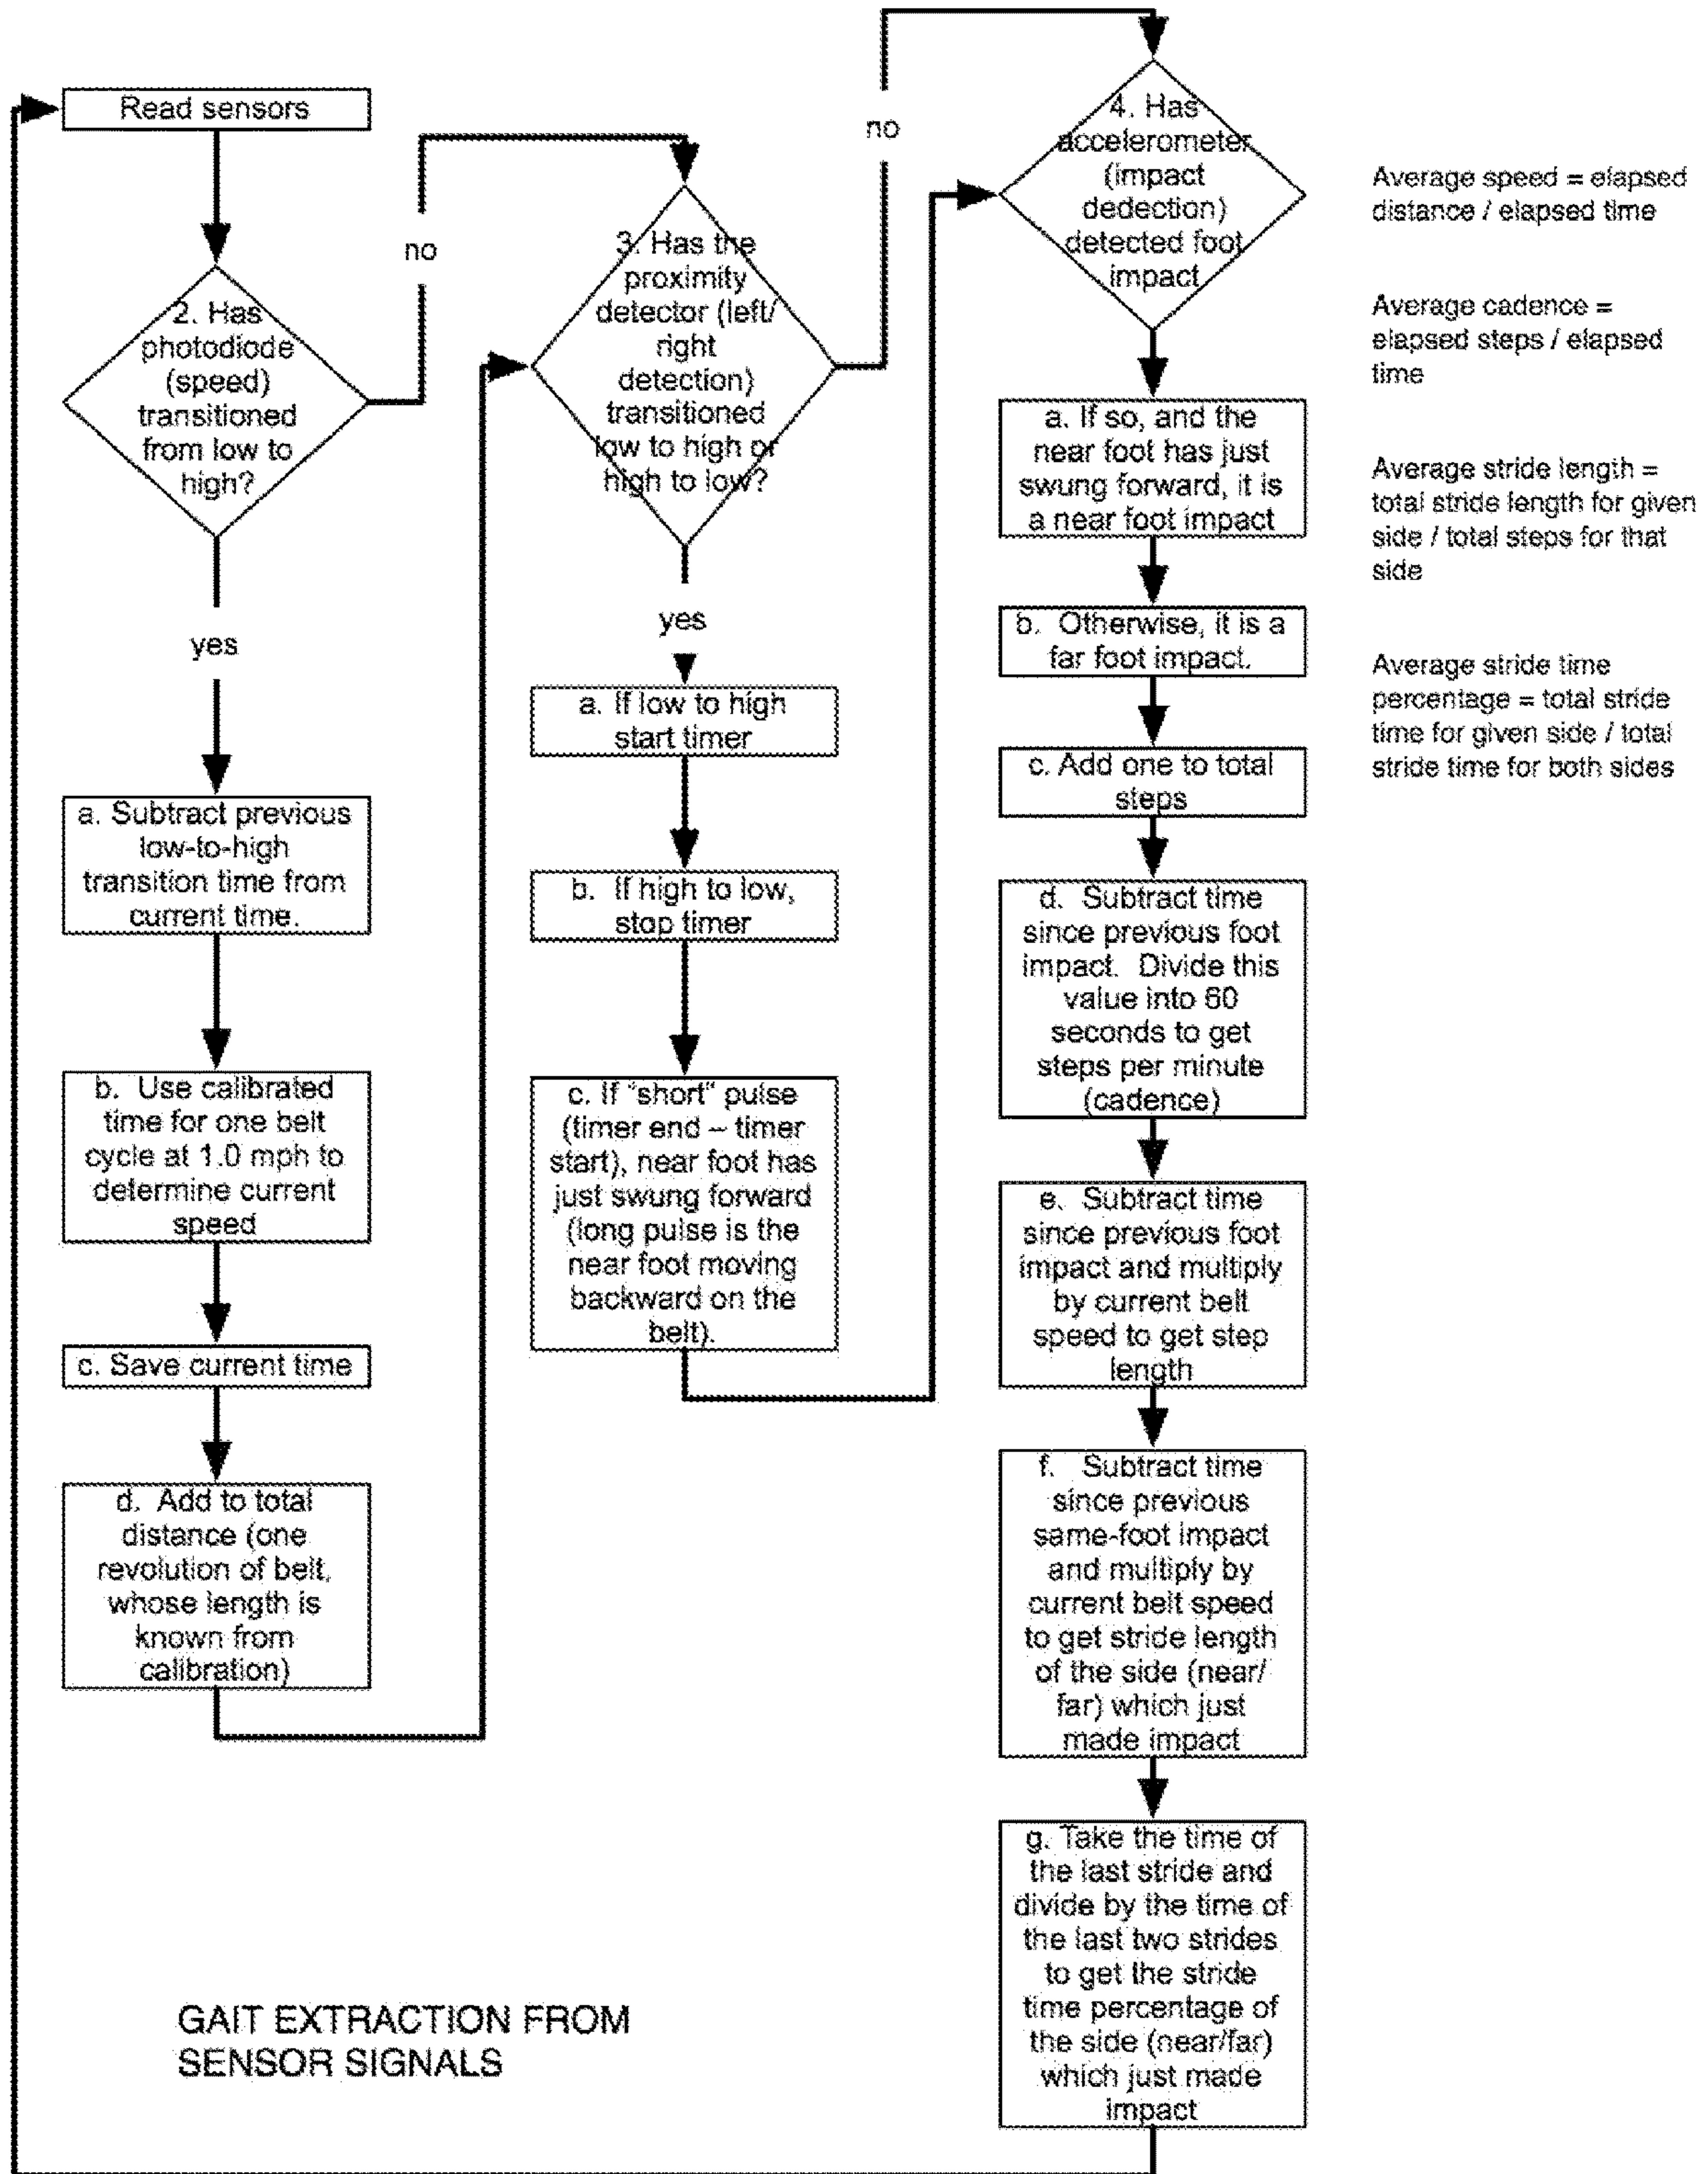 Read sensors
2. Has
photodiode
(speed)
transitioned
from low to
high?
no
yes
a. Subtract previous
low-to-high
transition time from
current time.
b. Use calibrated
time for one belt
cycle at 1.0 mph to
determine current
speed
c. Save current time
d. Add to total
distance (one
revolution of belt,
whose length is
known from
calibration)
3. Has the
proximity
detector (left/
right
detection)
transitioned
low to high or
high to low?
no
yes
a. If low to high
start timer
b. If high to low,
stop timer
c. If "short" pulse
(timer end – timer
start), near foot has
just swung forward
(long pulse is the
near foot moving
backward on the
belt).
4. Has
accelerometer
(impact
dedection)
detected foot
impact
a. If so, and the
near foot has just
swung forward, it is
a near foot impact
b. Otherwise, it is a
far foot impact.
c. Add one to total
steps
d. Subtract time
since previous foot
impact. Divide this
value into 60
seconds to get
steps per minute
(cadence)
e. Subtract time
since previous foot
impact and multiply
by current belt
speed to get step
length
f. Subtract time
since previous
same-foot impact
and multiply by
current belt speed
to get stride length
of the side (near/
far) which just
made impact
g. Take the time of
the last stride and
divide by the time of
the last two strides
to get the stride
time percentage of
the side (near/far)
which just made
impact
Average speed = elapsed
distance / elapsed time
Average cadence =
elapsed steps / elapsed
time
Average stride length =
total stride length for given
side / total steps for that
side
Average stride time
percentage = total stride
time for given side / total
stride time for both sides
GAIT EXTRACTION FROM
SENSOR SIGNALS